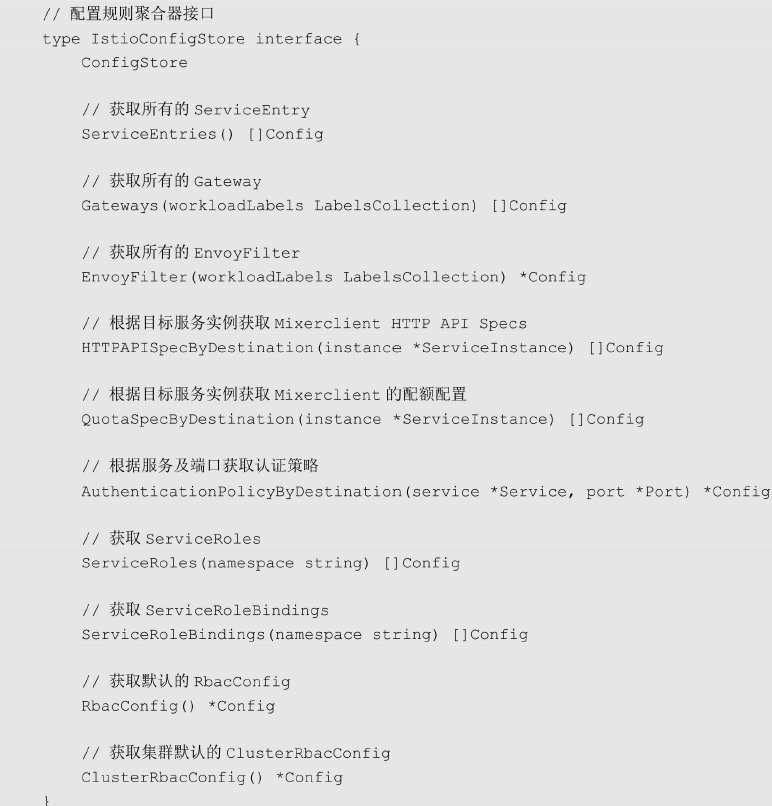 // 配置规则聚合器接口
type IstioConfigStore interface {
ConfigStore
// 获取所有的 ServiceEntry
ServiceEntries() []Config
// 获取所有的 Gateway
Gateways(workloadLabels LabelsCollection) []Config
// 获取所有的 EnvoyFilter
EnvoyFilter(workloadLabels LabelsCollection) *Config
// 根据目标服务实例获取 Mixerclient HTTP API Specs
HTTPAPISpecByDestination(instance *ServiceInstance) []Config
// 根据目标服务实例获取 Mixerclient 的配额配置
QuotaSpecByDestination(instance *ServiceInstance) []Config
// 根据服务及端口获取认证策略
AuthenticationPolicyByDestination(service *Service, port *Port) *Config
// 获取 ServiceRoles
ServiceRoles(namespace string) []Config
// 获取 ServiceRoleBindings
ServiceRoleBindings(namespace string) []Config
// 获取默认的 RbacConfig
RbacConfig() *Config
// 获取集群默认的 ClusterRbacConfig
ClusterRbacConfig() *Config
}